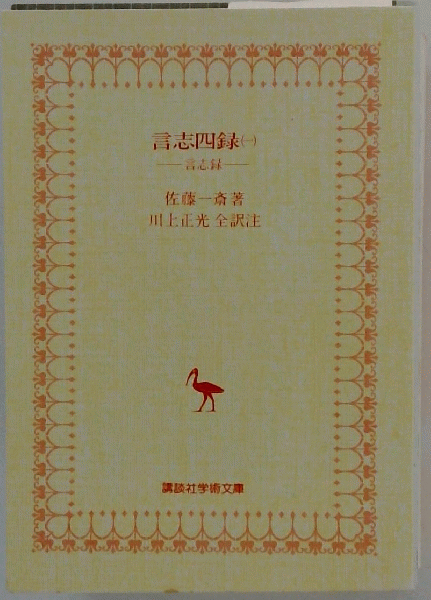 言志四録㈠
──言志録──
佐藤一斎著
川上正光 全訳注
講談社学術文庫